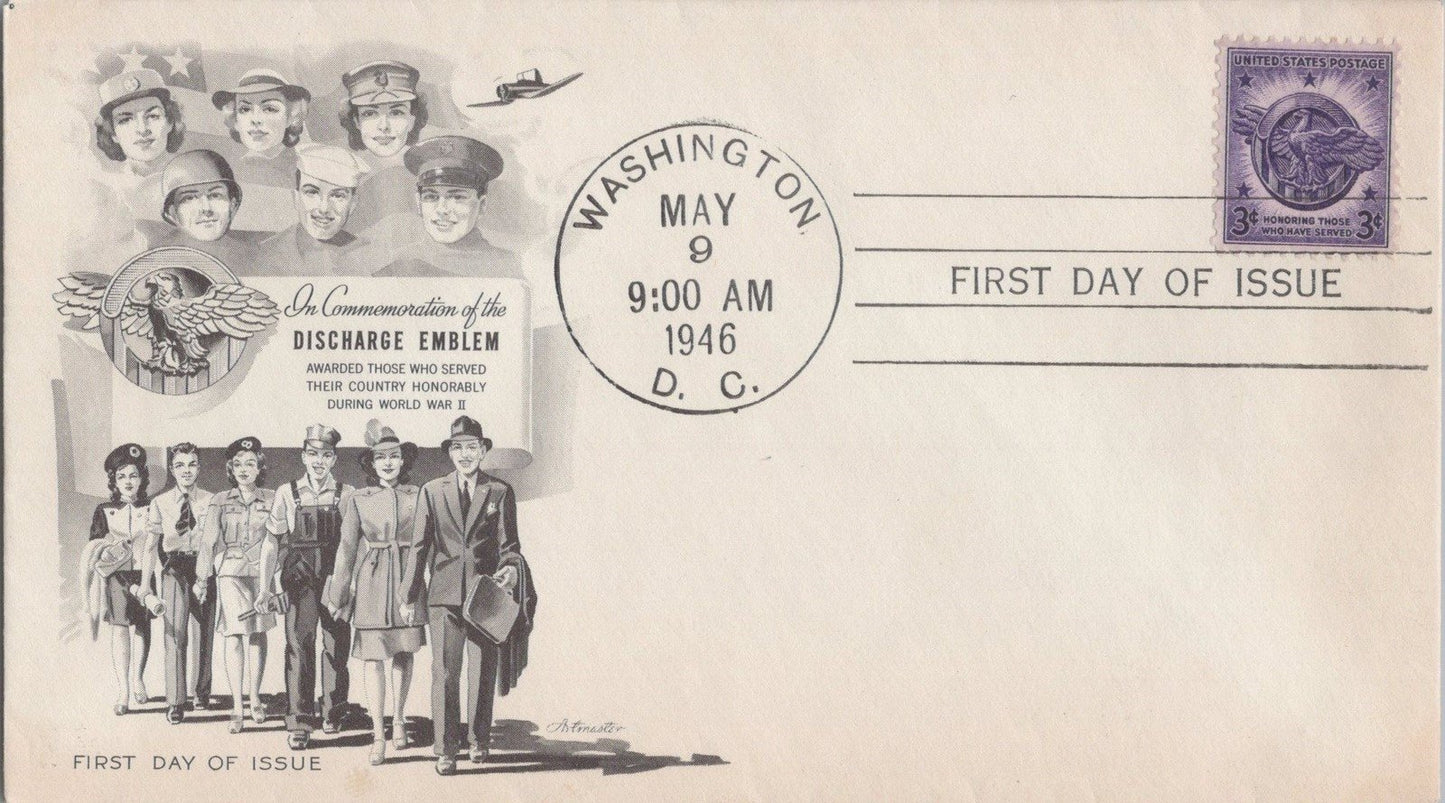 In Commemoration of the
DISCHARGE EMBLEM
AWARDED THOSE WHO SERVED
THEIR COUNTRY HONORABLY
DURING WORLD WAR II
Artmaster
FIRST DAY OF ISSUE
WASHINGTON,
MAY
9
9:00 AM
1946
D. C.
FIRST DAY OF ISSUE
UNITED STATES POSTAGE
3¢ HONORING THOSE 3¢
WHO HAVE SERVED